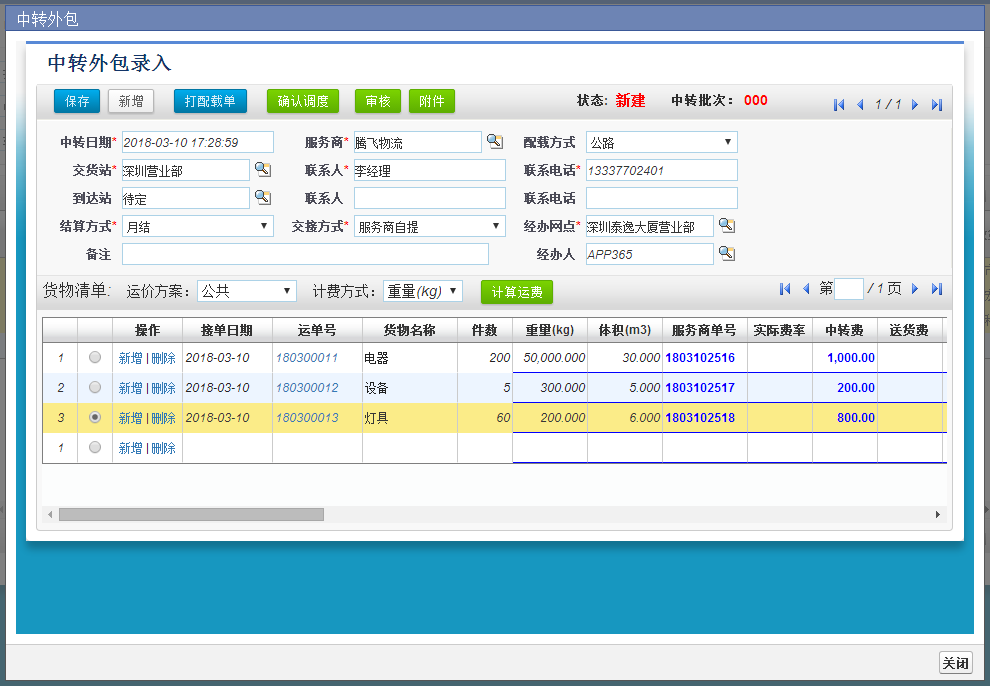 中转外包
中转外包录入
保存 新增 打配载单 确认调度 审核 附件 状态: 新建 中转批次: 000 1 / 1
中转日期* 2018-03-10 17:28:59 服务商* 腾飞物流 配载方式 公路
交货站* 深圳营业部 联系人* 李经理 联系电话* 13337702401
到达站 待定 联系人 联系电话
结算方式* 月结 交接方式* 服务商自提 经办网点* 深圳泰逸大厦营业部
备注 经办人 APP365
货物清单: 运价方案: 公共 计费方式: 重量(kg) 计算运费 第 / 1 页
操作 接单日期 运单号 货物名称 件数 重量(kg) 体积(m3) 服务商单号 实际费率 中转费 送货费
1 新增 | 删除 2018-03-10 180300011 电器 200 50,000.000 30.000 1803102516 1,000.00
2 新增 | 删除 2018-03-10 180300012 设备 5 300.000 5.000 1803102517 200.00
3 新增 | 删除 2018-03-10 180300013 灯具 60 200.000 6.000 1803102518 800.00
1 新增 | 删除
关闭